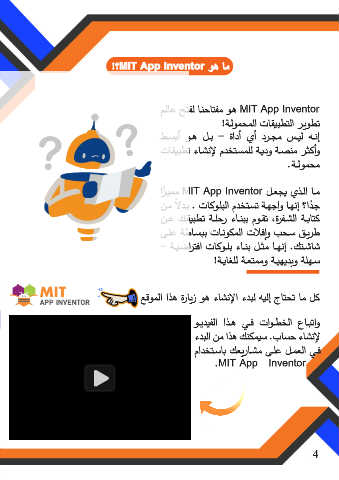 ما هو MIT App Inventor؟!
MIT App Inventor هو مفتاحنا لفتح عالم
تطوير التطبيقات المحمولة!
إنه ليس مجرد أي أداة – بل هو أبسط
وأكثر منصة ودية للمستخدم لإنشاء تطبيقات
محمولة.
ما الذي يجعل MIT App Inventor مميزًا
جدًا؟ إنها واجهة تستخدم البلوكات . بدلاً من
كتابة الشفرة، تقوم ببناء رحلة تطبيقك عن
طريق سحب وإفلات المكونات ببساطة على
شاشتك. إنها مثل بناء بلوكات افتراضية –
سهلة وبديهية وممتعة للغاية!
كل ما تحتاج إليه لبدء الإنشاء هو زيارة هذا الموقع
MIT
APP INVENTOR
واتباع الخطوات في هذا الفيديو
لإنشاء حساب. سيمكنك هذا من البدء
في العمل على مشاريعك باستخدام
MIT App Inventor.
4